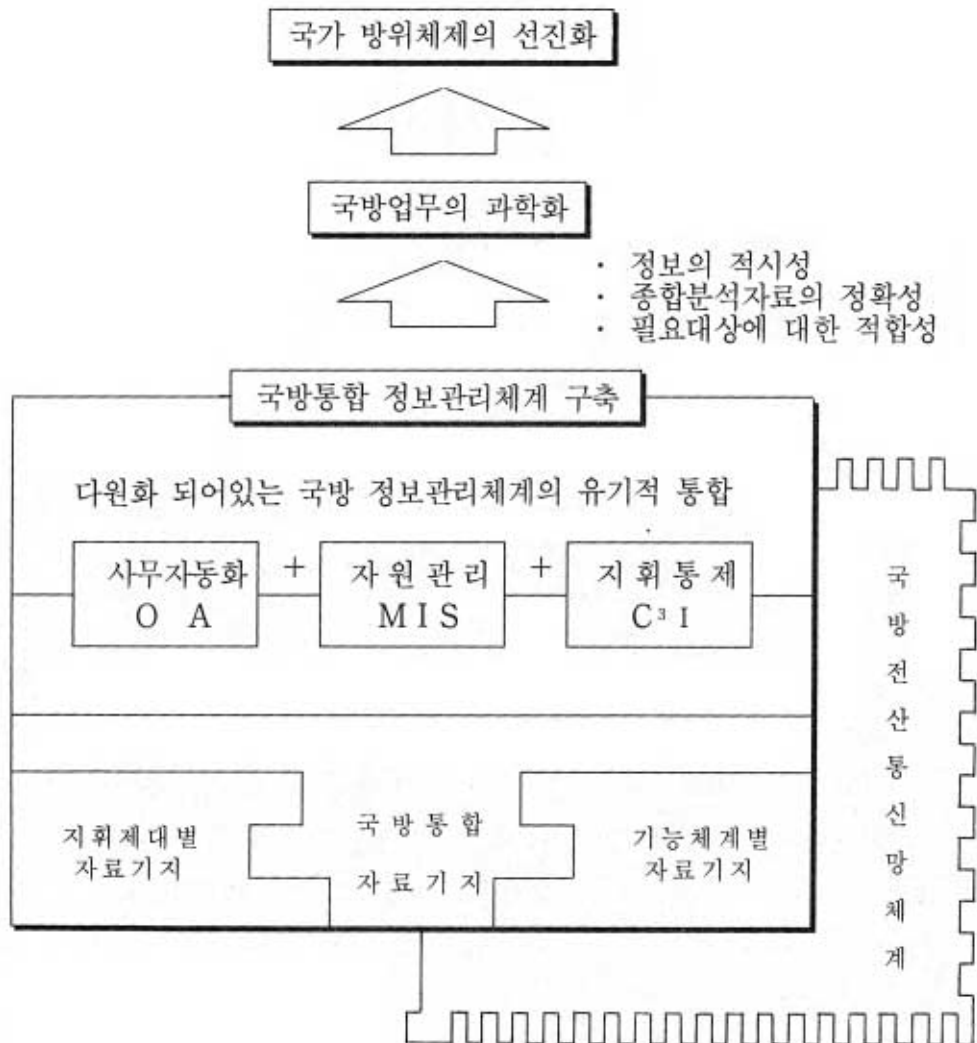 국가 방위체제의 선진화
국방업무의 과학화
· 정보의 적시성
· 종합분석자료의 정확성
· 필요대상에 대한 적합성
국방통합 정보관리체계 구축
다원화 되어있는 국방 정보관리체계의 유기적 통합
사무자동화 + 자원관리 + 지휘통제
O A MIS C³ I
지휘제대별
자료기지
국방통합
자료기지
기능체계별
자료기지
국방전산통신망체계